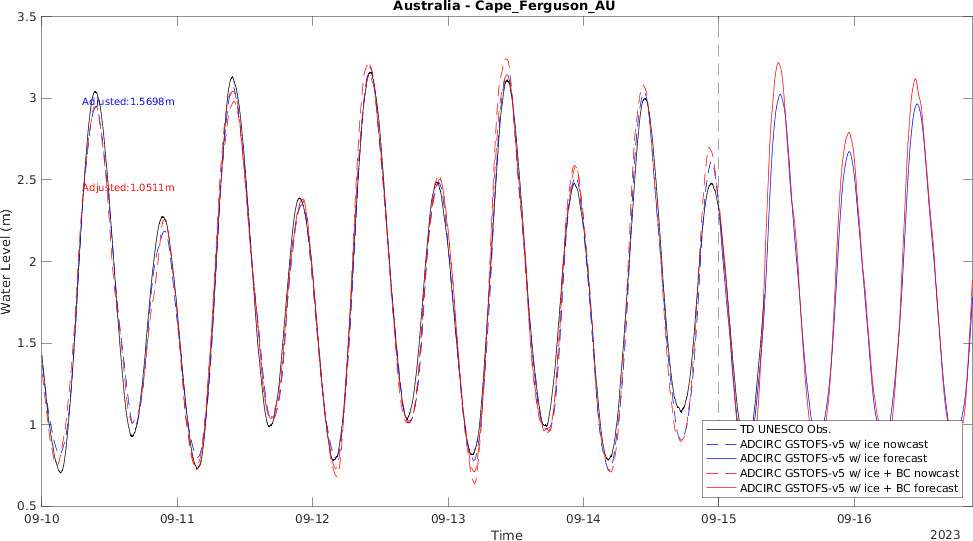 Australia - Cape_Ferguson_AU
3.5
3
2.5
2
1.5
1
0.5
Water Level (m)
Adjusted:1.5698m
Adjusted:1.0511m
TD UNESCO Obs.
ADCIRC GSTOFS-v5 w/ ice nowcast
ADCIRC GSTOFS-v5 w/ ice forecast
ADCIRC GSTOFS-v5 w/ ice + BC nowcast
ADCIRC GSTOFS-v5 w/ ice + BC forecast
09-10 09-11 09-12 09-13 09-14 09-15 09-16
Time
2023